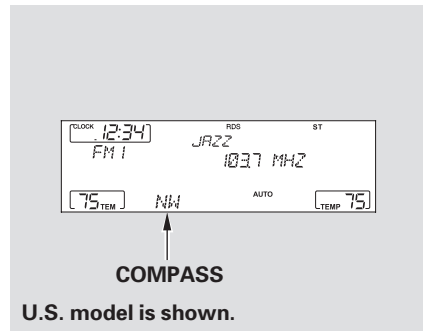 CLOCK 12:34 RDS ST
FM1 JAZZ
103.7 MHZ
75 TEM NW AUTO TEMP 75
COMPASS
U.S. model is shown.